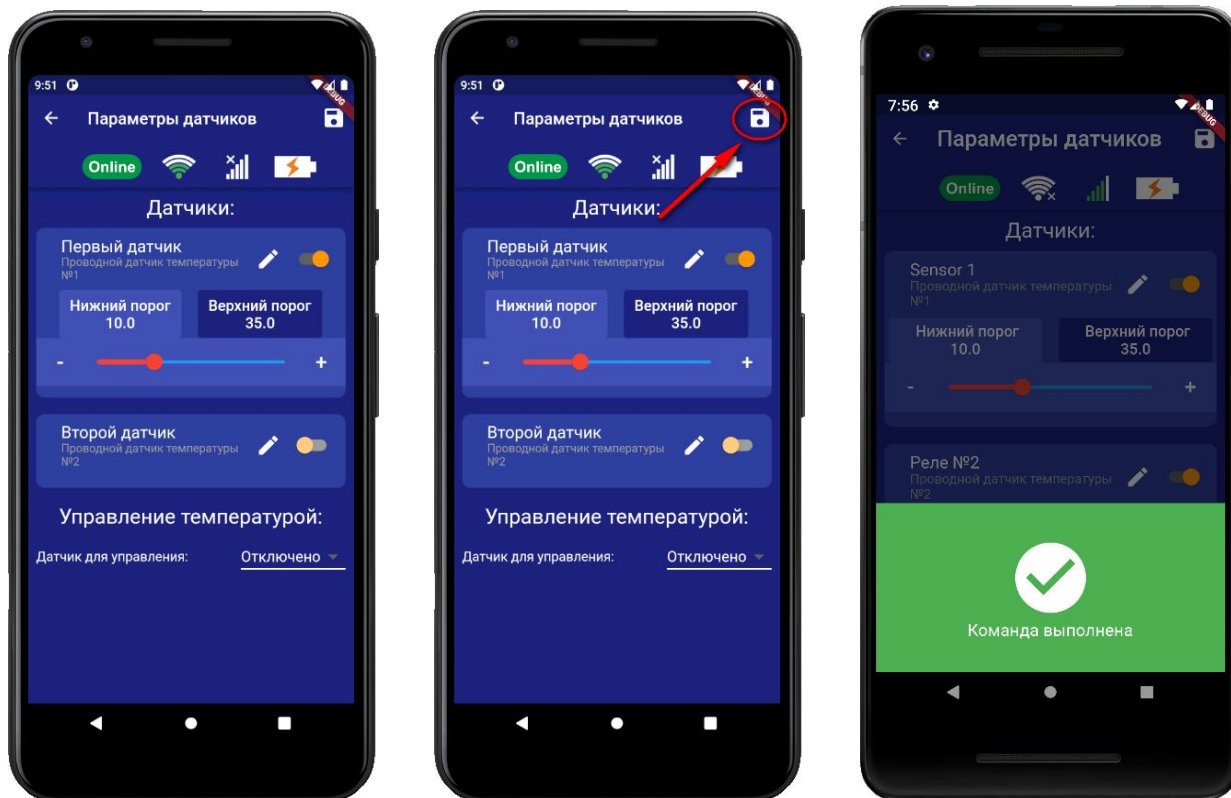 9:51
DEBUG
Параметры датчиков
Online
Датчики:
Первый датчик
Проводной датчик температуры
№1
Нижний порог
10.0
Верхний порог
35.0
-
+
Второй датчик
Проводной датчик температуры
№2
Управление температурой:
Датчик для управления:
Отключено
9:51
DEBUG
Параметры датчиков
Online
Датчики:
Первый датчик
Проводной датчик температуры
№1
Нижний порог
10.0
Верхний порог
35.0
-
+
Второй датчик
Проводной датчик температуры
№2
Управление температурой:
Датчик для управления:
Отключено
7:56
DEBUG
Параметры датчиков
Online
Датчики:
Sensor 1
Проводной датчик температуры
№1
Нижний порог
10.0
Верхний порог
35.0
-
+
Реле №2
Проводной датчик температуры
№2
Команда выполнена